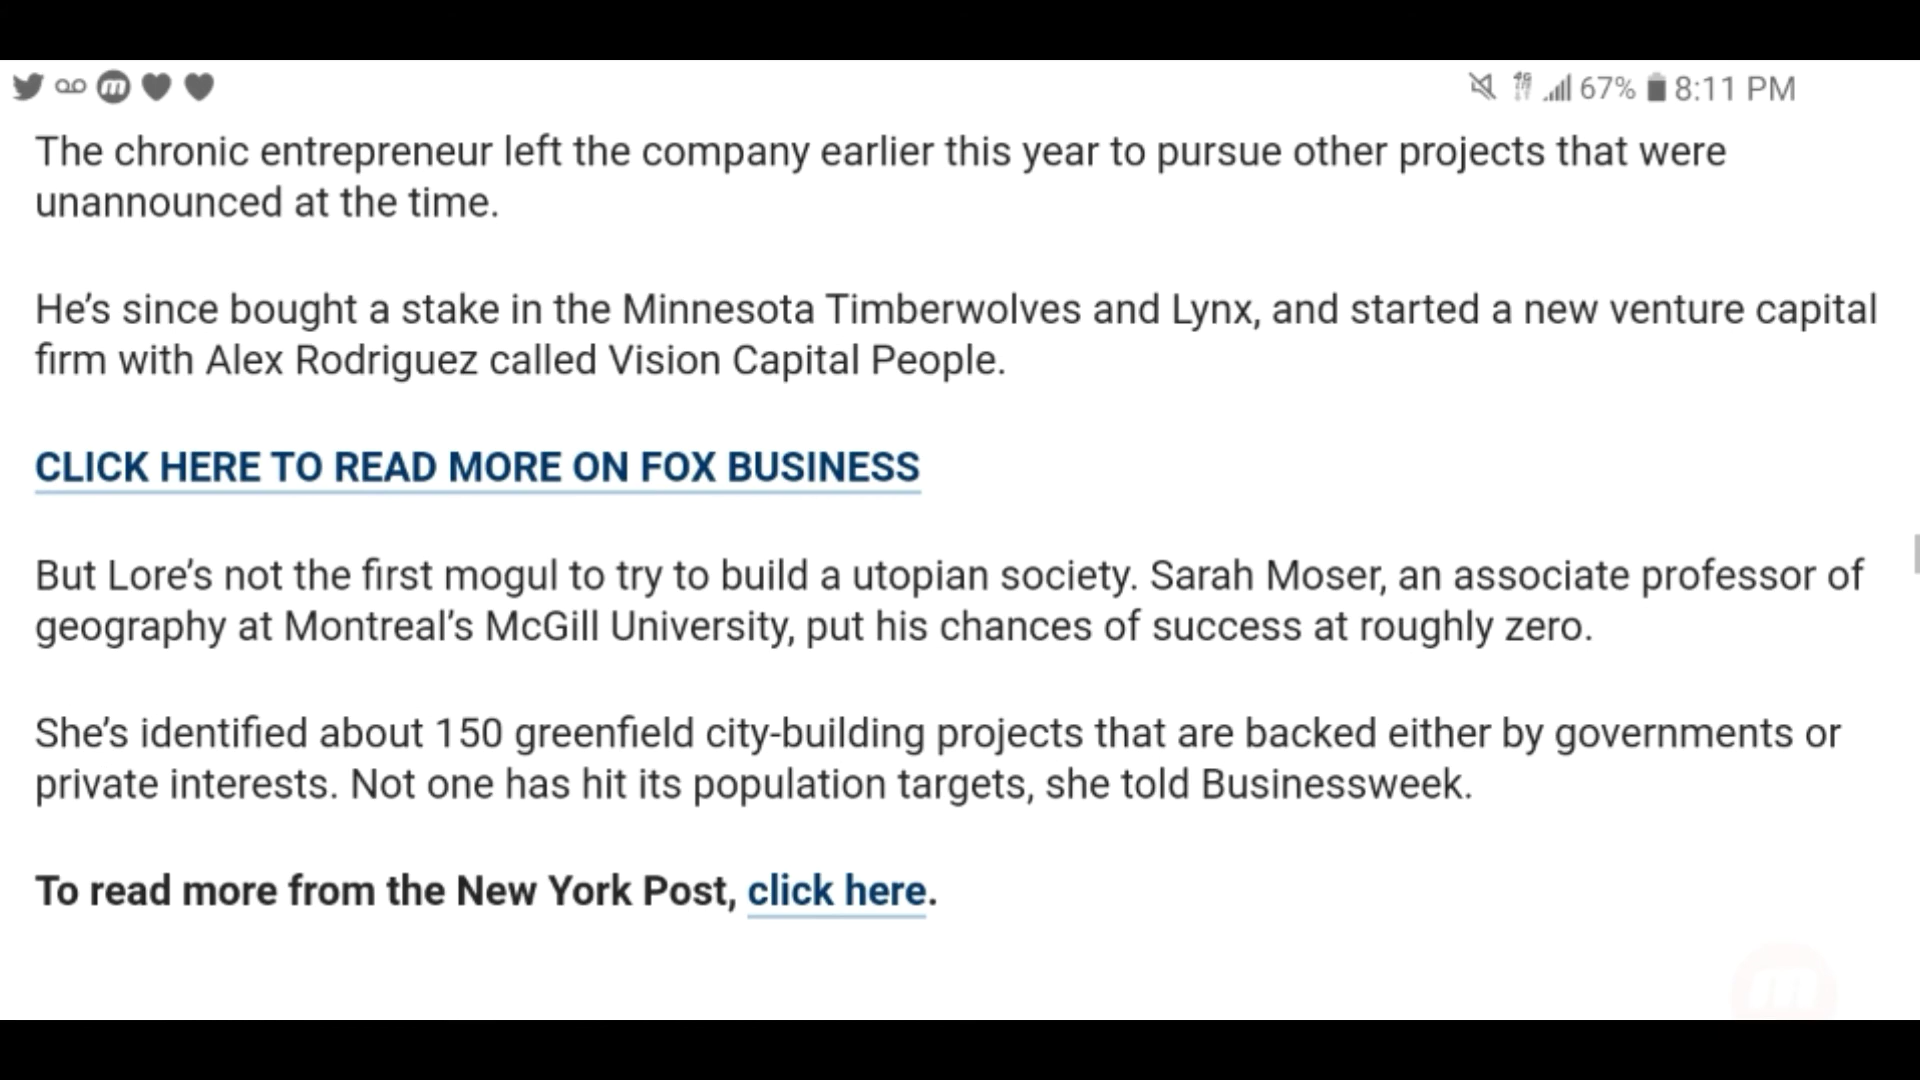 67% 8:11 PM
The chronic entrepreneur left the company earlier this year to pursue other projects that were
unannounced at the time.
He’s since bought a stake in the Minnesota Timberwolves and Lynx, and started a new venture capital
firm with Alex Rodriguez called Vision Capital People.
CLICK HERE TO READ MORE ON FOX BUSINESS
But Lore’s not the first mogul to try to build a utopian society. Sarah Moser, an associate professor of
geography at Montreal’s McGill University, put his chances of success at roughly zero.
She’s identified about 150 greenfield city-building projects that are backed either by governments or
private interests. Not one has hit its population targets, she told Businessweek.
To read more from the New York Post, click here.